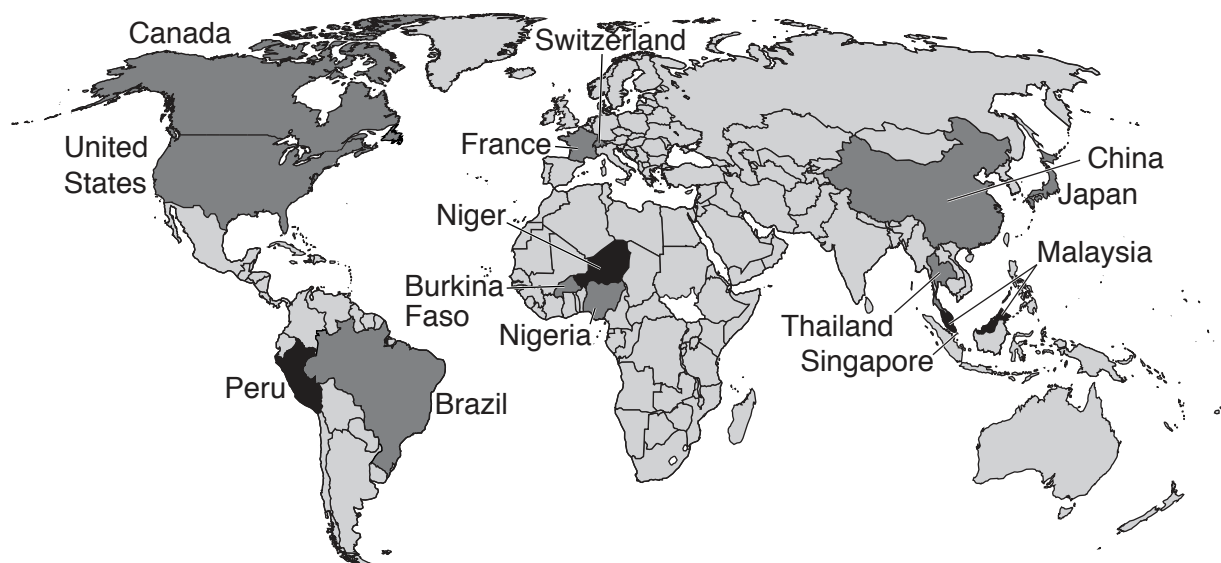 Canada
Switzerland
United
States
France
China
Japan
Niger
Malaysia
Burkina
Faso
Nigeria
Thailand
Singapore
Peru
Brazil